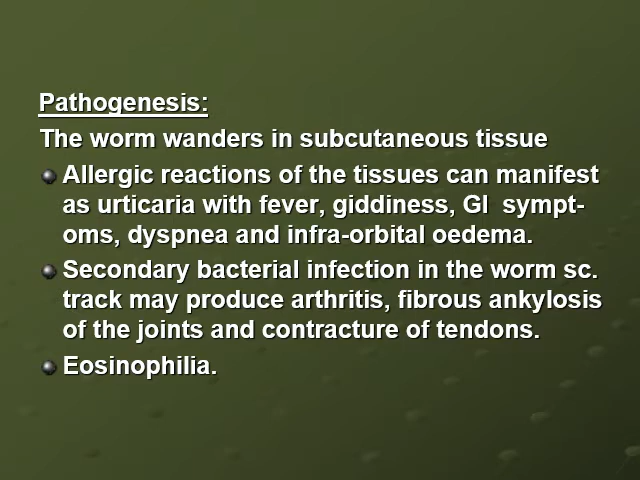 Pathogenesis:
The worm wanders in subcutaneous tissue
Allergic reactions of the tissues can manifest
as urticaria with fever, giddiness, GI  sympt-
oms, dyspnea and infra-orbital oedema.
Secondary bacterial infection in the worm sc.
track may produce arthritis, fibrous ankylosis
of the joints and contracture of tendons.
Eosinophilia.